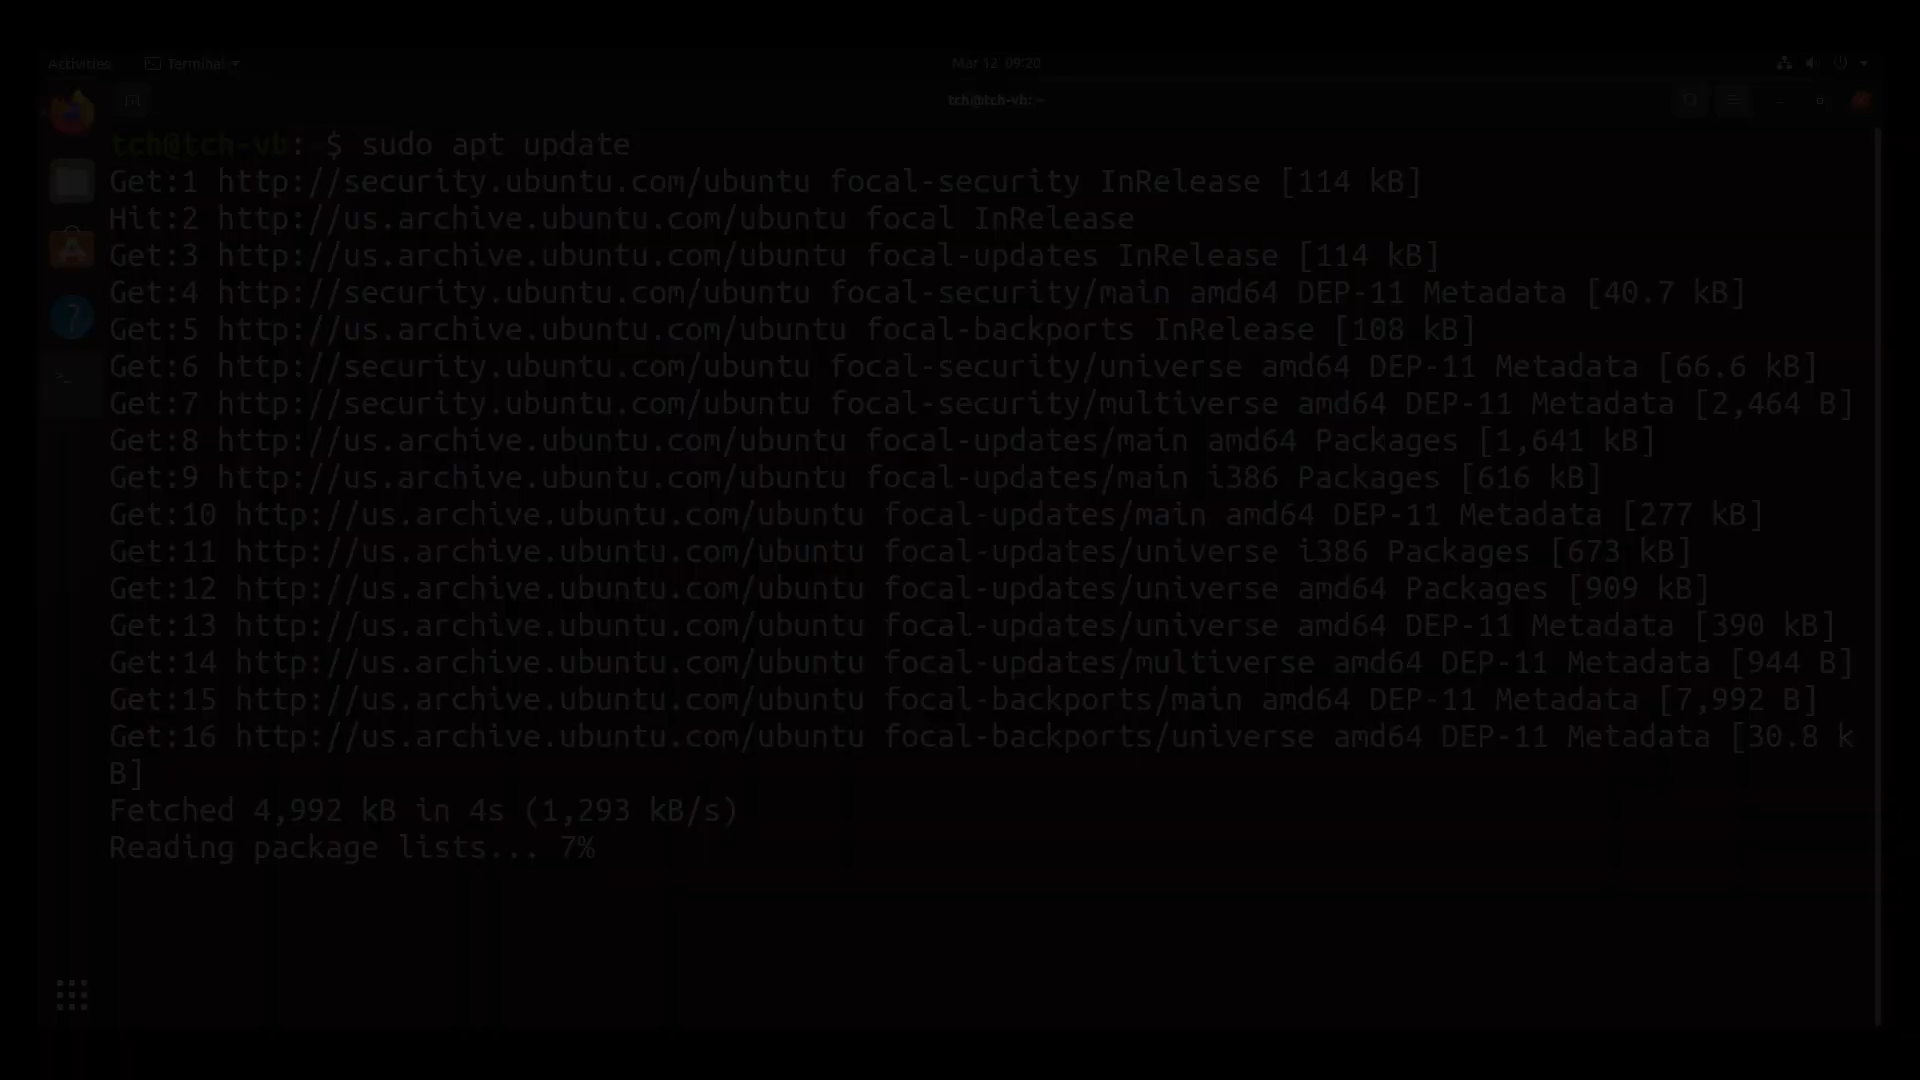 Activities Terminal Mar 12 09:20
tch@tch-vb: ~
tch@tch-vb:~$ sudo apt update
Get:1 http://security.ubuntu.com/ubuntu focal-security InRelease [114 kB]
Hit:2 http://us.archive.ubuntu.com/ubuntu focal InRelease
Get:3 http://us.archive.ubuntu.com/ubuntu focal-updates InRelease [114 kB]
Get:4 http://security.ubuntu.com/ubuntu focal-security/main amd64 DEP-11 Metadata [40.7 kB]
Get:5 http://us.archive.ubuntu.com/ubuntu focal-backports InRelease [108 kB]
Get:6 http://security.ubuntu.com/ubuntu focal-security/universe amd64 DEP-11 Metadata [66.6 kB]
Get:7 http://security.ubuntu.com/ubuntu focal-security/multiverse amd64 DEP-11 Metadata [2,464 B]
Get:8 http://us.archive.ubuntu.com/ubuntu focal-updates/main amd64 Packages [1,641 kB]
Get:9 http://us.archive.ubuntu.com/ubuntu focal-updates/main i386 Packages [616 kB]
Get:10 http://us.archive.ubuntu.com/ubuntu focal-updates/main amd64 DEP-11 Metadata [277 kB]
Get:11 http://us.archive.ubuntu.com/ubuntu focal-updates/universe i386 Packages [673 kB]
Get:12 http://us.archive.ubuntu.com/ubuntu focal-updates/universe amd64 Packages [909 kB]
Get:13 http://us.archive.ubuntu.com/ubuntu focal-updates/universe amd64 DEP-11 Metadata [390 kB]
Get:14 http://us.archive.ubuntu.com/ubuntu focal-updates/multiverse amd64 DEP-11 Metadata [944 B]
Get:15 http://us.archive.ubuntu.com/ubuntu focal-backports/main amd64 DEP-11 Metadata [7,992 B]
Get:16 http://us.archive.ubuntu.com/ubuntu focal-backports/universe amd64 DEP-11 Metadata [30.8 k
B]
Fetched 4,992 kB in 4s (1,293 kB/s)
Reading package lists... 7%